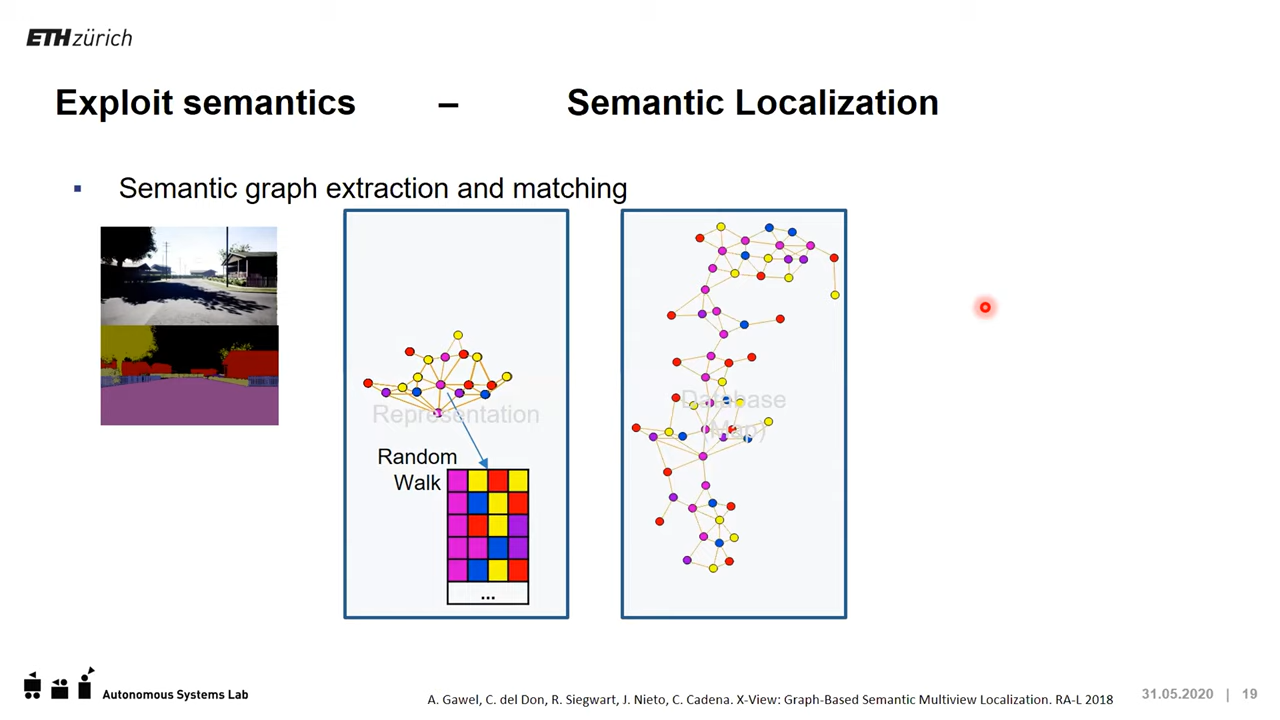 ETH zürich
Exploit semantics – Semantic Localization
▪ Semantic graph extraction and matching
Representation
Random
Walk
...
Database
(Map)
Autonomous Systems Lab
A. Gawel, C. del Don, R. Siegwart, J. Nieto, C. Cadena. X-View: Graph-Based Semantic Multiview Localization. RA-L 2018
31.05.2020 | 19